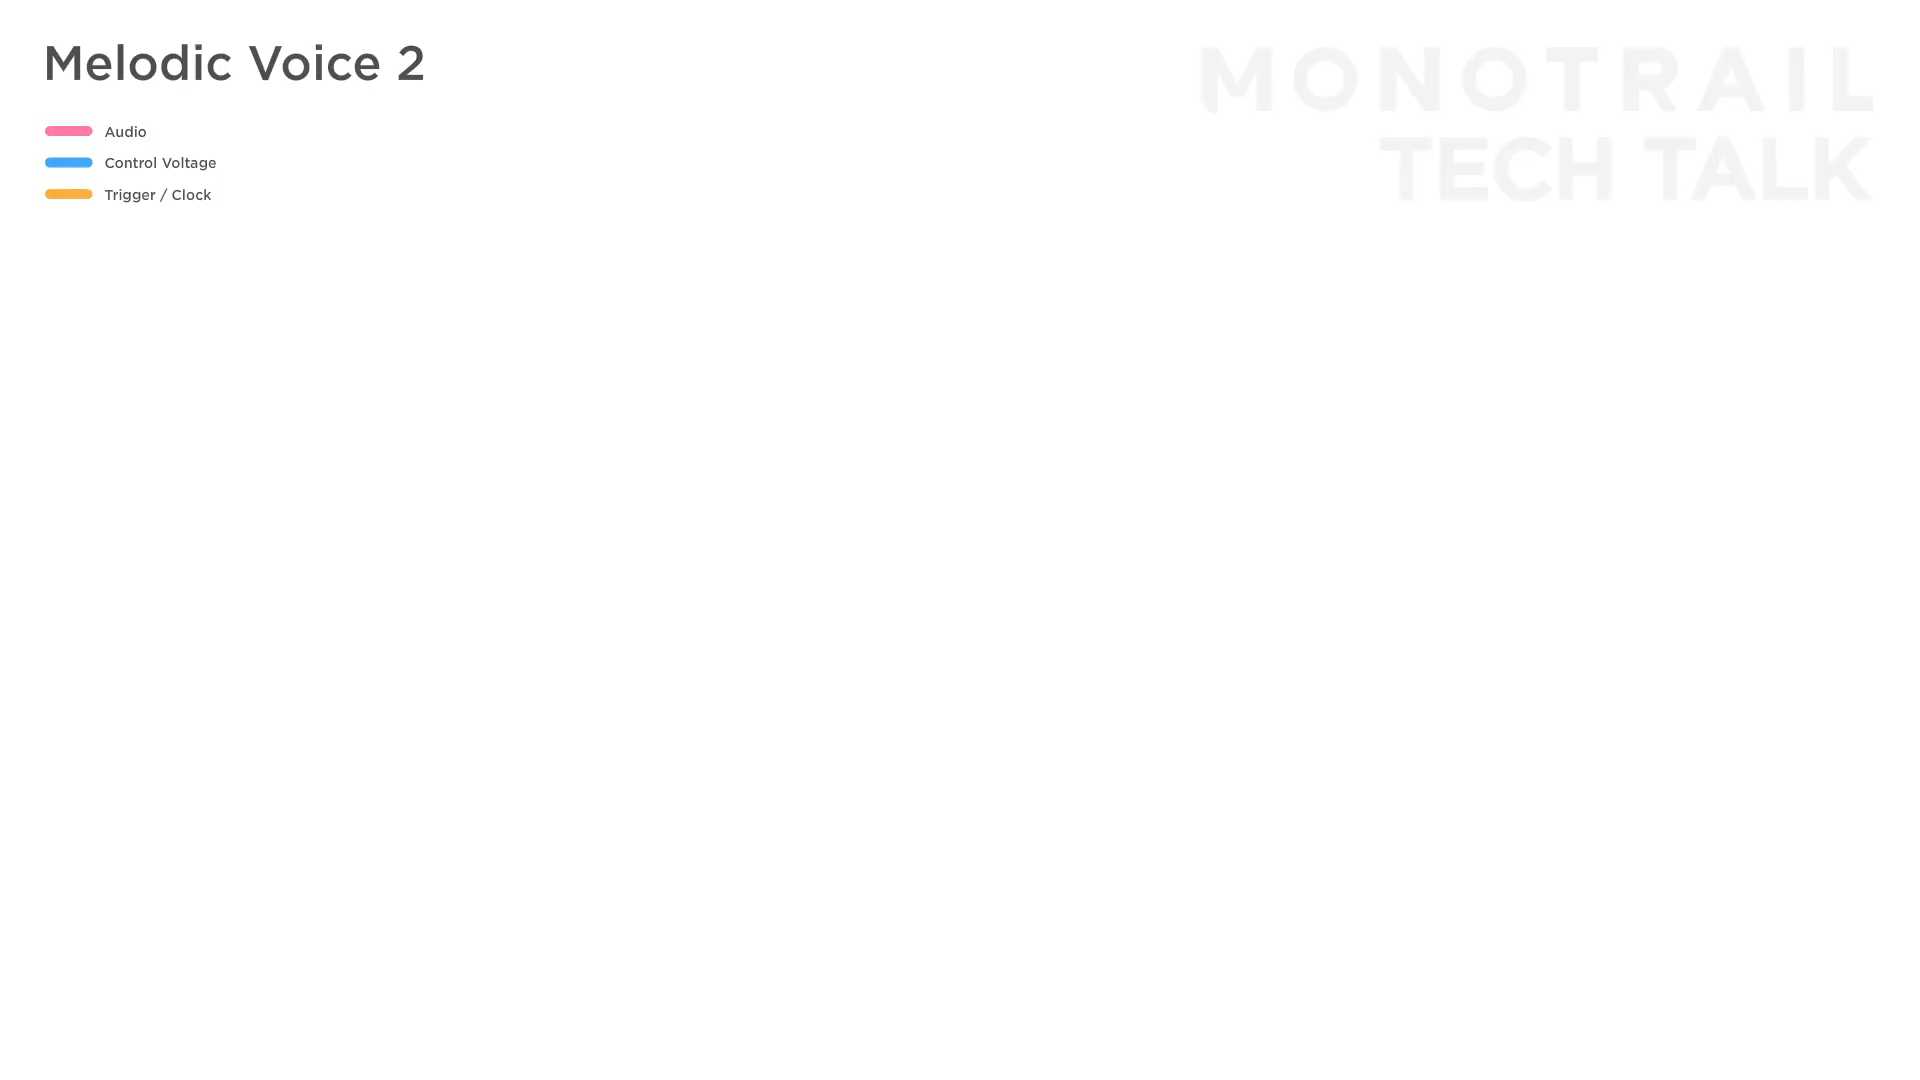 Melodic Voice 2
MONOTRAIL
TECH TALK
Audio
Control Voltage
Trigger / Clock